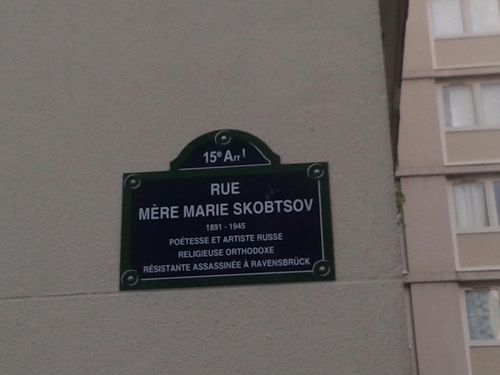 15e Arrt
RUE
MÈRE MARIE SKOBTSOV
1891 - 1945
POÉTESSE ET ARTISTE RUSSE
RELIGIEUSE ORTHODOXE
RÉSISTANTE ASSASSINÉE À RAVENSBRÜCK